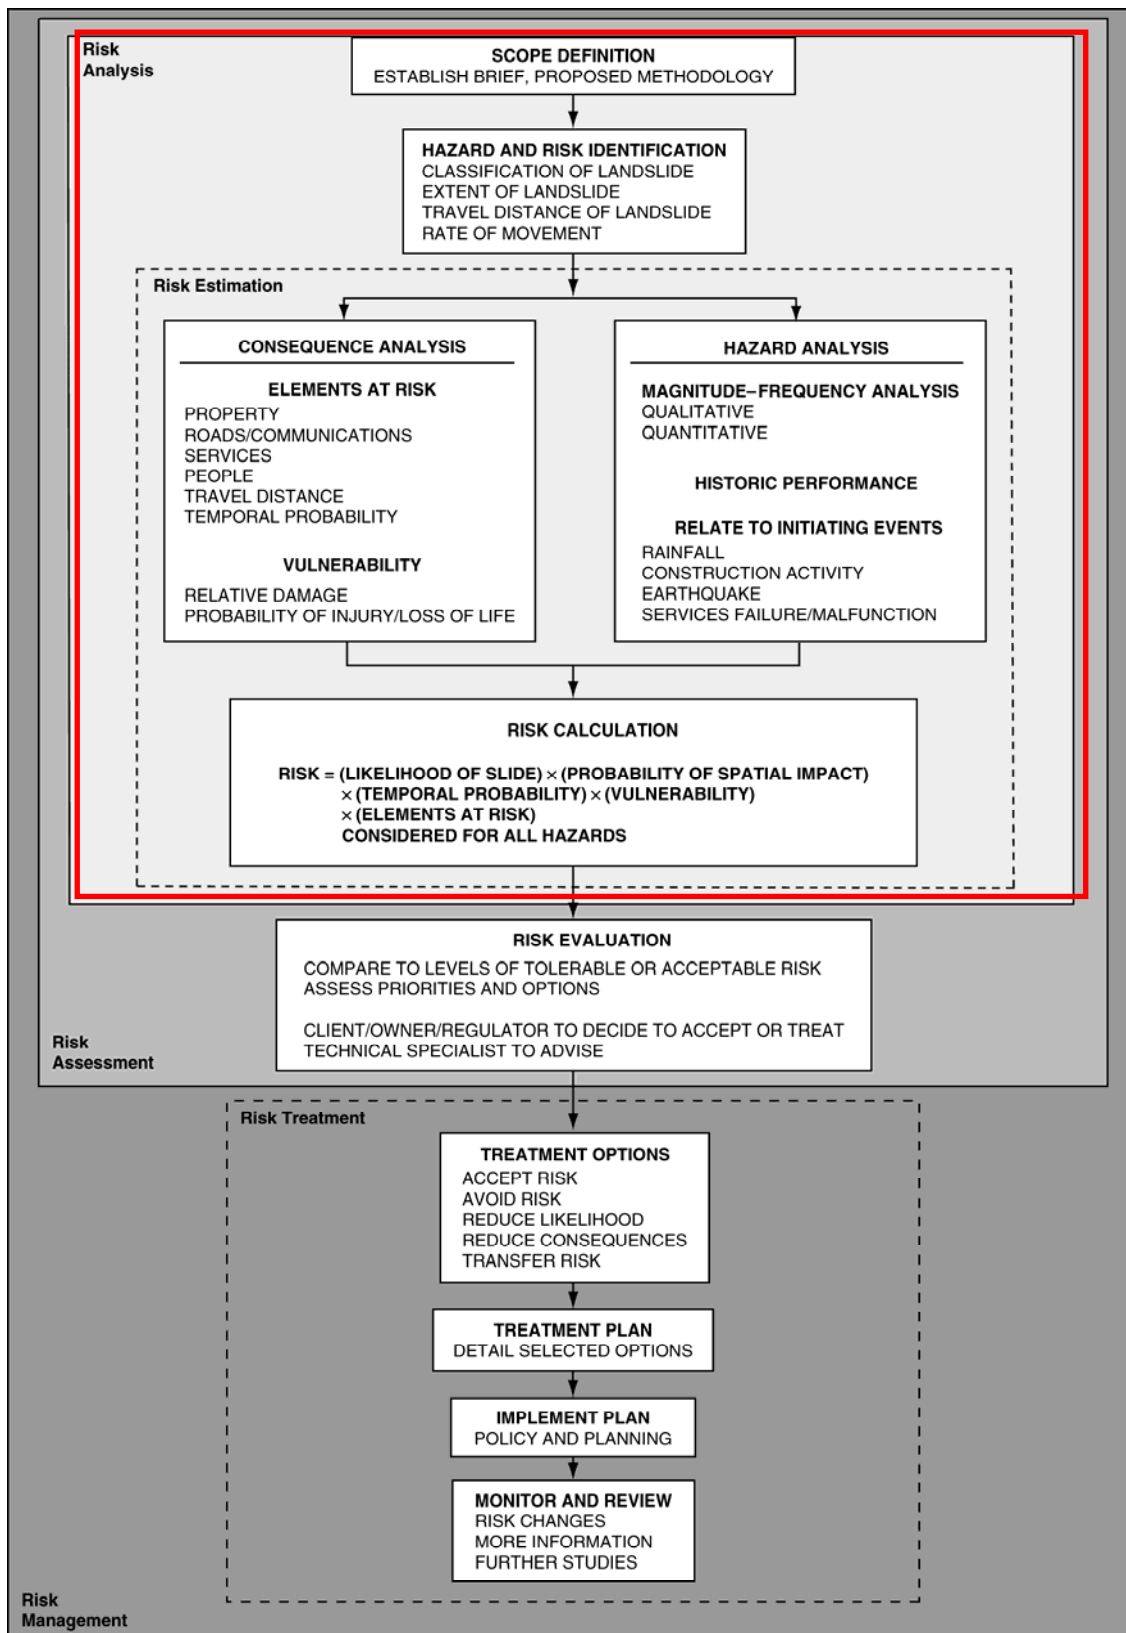 Risk
Analysis
SCOPE DEFINITION
ESTABLISH BRIEF, PROPOSED METHODOLOGY
HAZARD AND RISK IDENTIFICATION
CLASSIFICATION OF LANDSLIDE
EXTENT OF LANDSLIDE
TRAVEL DISTANCE OF LANDSLIDE
RATE OF MOVEMENT
Risk Estimation
CONSEQUENCE ANALYSIS
ELEMENTS AT RISK
PROPERTY
ROADS/COMMUNICATIONS
SERVICES
PEOPLE
TRAVEL DISTANCE
TEMPORAL PROBABILITY
VULNERABILITY
RELATIVE DAMAGE
PROBABILITY OF INJURY/LOSS OF LIFE
HAZARD ANALYSIS
MAGNITUDE–FREQUENCY ANALYSIS
QUALITATIVE
QUANTITATIVE
HISTORIC PERFORMANCE
RELATE TO INITIATING EVENTS
RAINFALL
CONSTRUCTION ACTIVITY
EARTHQUAKE
SERVICES FAILURE/MALFUNCTION
RISK CALCULATION
RISK = (LIKELIHOOD OF SLIDE) × (PROBABILITY OF SPATIAL IMPACT)
× (TEMPORAL PROBABILITY) × (VULNERABILITY)
× (ELEMENTS AT RISK)
CONSIDERED FOR ALL HAZARDS
RISK EVALUATION
COMPARE TO LEVELS OF TOLERABLE OR ACCEPTABLE RISK
ASSESS PRIORITIES AND OPTIONS
CLIENT/OWNER/REGULATOR TO DECIDE TO ACCEPT OR TREAT
TECHNICAL SPECIALIST TO ADVISE
Risk
Assessment
Risk Treatment
TREATMENT OPTIONS
ACCEPT RISK
AVOID RISK
REDUCE LIKELIHOOD
REDUCE CONSEQUENCES
TRANSFER RISK
TREATMENT PLAN
DETAIL SELECTED OPTIONS
IMPLEMENT PLAN
POLICY AND PLANNING
MONITOR AND REVIEW
RISK CHANGES
MORE INFORMATION
FURTHER STUDIES
Risk
Management